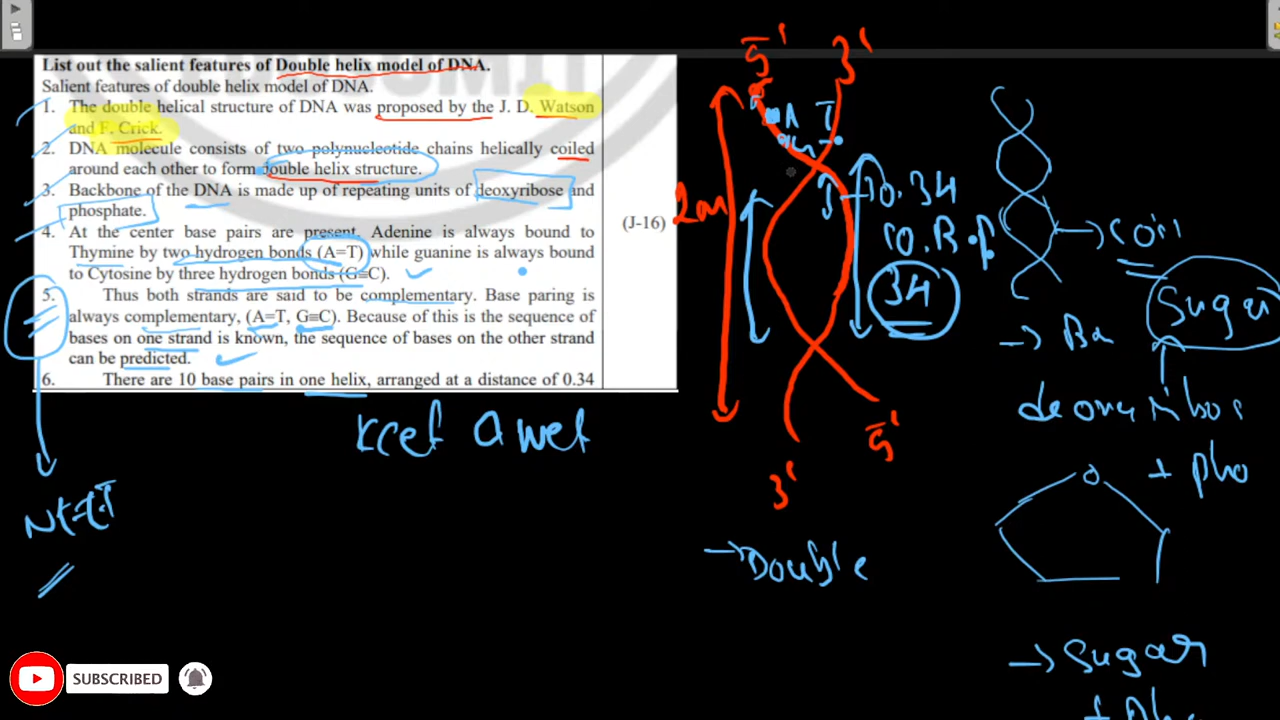 List out the salient features of Double helix model of DNA.
Salient features of double helix model of DNA.
1. The double helical structure of DNA was proposed by the J. D. Watson
and F. Crick.
2. DNA molecule consists of two polynucleotide chains helically coiled
around each other to form double helix structure.
3. Backbone of the DNA is made up of repeating units of deoxyribose and
phosphate.
4. At the center base pairs are present. Adenine is always bound to
Thymine by two hydrogen bonds (A=T) while guanine is always bound
to Cytosine by three hydrogen bonds (G≡C).
5. Thus both strands are said to be complementary. Base paring is
always complementary, (A=T, G≡C). Because of this is the sequence of
bases on one strand is known, the sequence of bases on the other strand
can be predicted.
6. There are 10 base pairs in one helix, arranged at a distance of 0.34
(J-16)
Kcet
NEET
5' 3'
A T
0.34
10.B.p
34
3' 5'
→Double
→ coil
Sugar
→ Ba
+ pho
O
→ Sugar
SUBSCRIBED